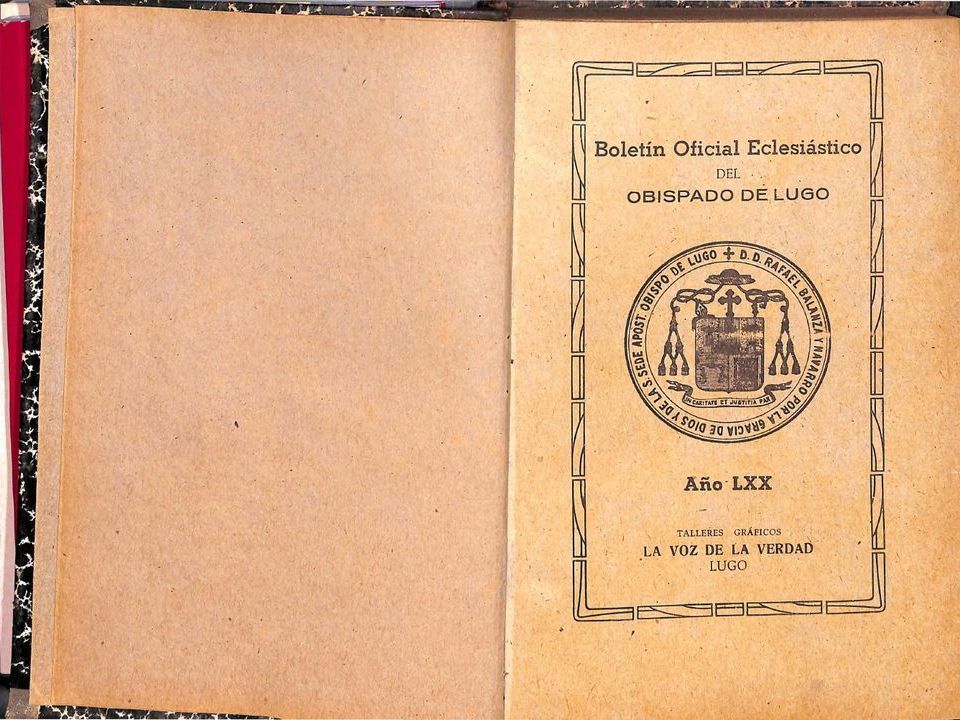 Boletín Oficial Eclesiástico
DEL
OBISPADO DE LUGO
✝ D. D. RAFAEL BALANZA Y NAVARRO POR LA GRACIA DE DIOS Y DE LA S. SEDE APOST. OBISPO DE LUGO
IN CARITATE ET JUSTITIA PAX
Año LXX
TALLERES GRÁFICOS
LA VOZ DE LA VERDAD
LUGO